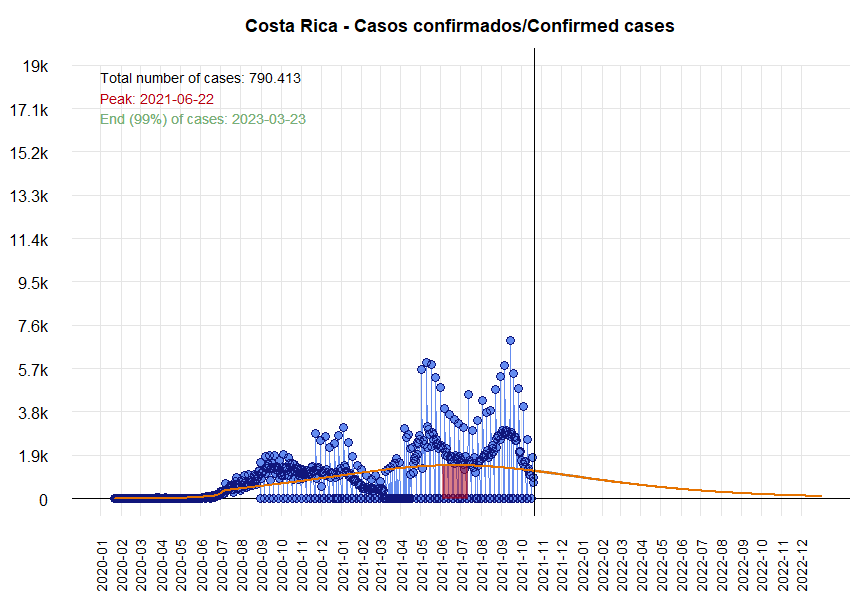 Costa Rica - Casos confirmados/Confirmed cases
19k
Total number of cases: 790.413
Peak: 2021-06-22
17.1k
End (99%) of cases: 2023-03-23
15.2k
13.3k
11.4k
9.5k
7.6k
5.7k
3.8k
1.9k
0
2020-01
2020-02
2020-03
2020-04
2020-05
2020-06
2020-07
2020-08
2020-09
2020-10
2020-11
2020-12
2021-01
2021-02
2021-03
2021-04
2021-05
2021-06
2021-07
2021-08
2021-09
2021-10
2021-11
2021-12
2022-02
2022-03
2022-04
2022-05
2022-06
2022-07
2022-08
2022-09
2022-10
2022-11
2022-12